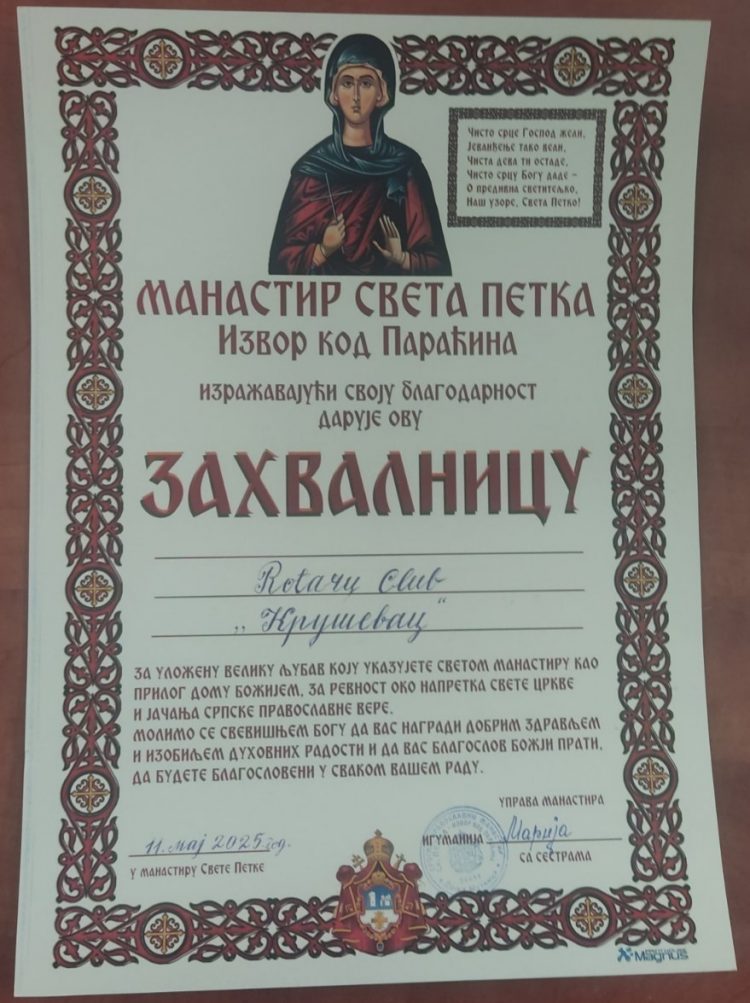 Чисто срце Господ жели,
Јеванђење тако вели,
Чиста дева ти остаде,
Чисто срцу Богу даде –
О предивна светитељко,
Наш узоре, Света Петко!
МАНАСТИР СВЕТА ПЕТКА
Извор код Параћина
изражавајући своју благодарност
дарује ову
ЗАХВАЛНИЦУ
Rotary Club
„Крушевац“
ЗА УЛОЖЕНУ ВЕЛИКУ ЉУБАВ КОЈУ УКАЗУЈЕТЕ СВЕТОМ МАНАСТИРУ КАО
ПРИЛОГ ДОМУ БОЖИЈЕМ, ЗА РЕВНОСТ ОКО НАПРЕТКА СВЕТЕ ЦРКВЕ
И ЈАЧАЊА СРПСКЕ ПРАВОСЛАВНЕ ВЕРЕ.
МОЛИМО СЕ СВЕВИШЊЕМ БОГУ ДА ВАС НАГРАДИ ДОБРИМ ЗДРАВЉЕМ
И ИЗОБИЉЕМ ДУХОВНИХ РАДОСТИ И ДА ВАС БЛАГОСЛОВ БОЖЈИ ПРАТИ,
ДА БУДЕТЕ БЛАГОСЛОВЕНИ У СВАКОМ ВАШЕМ РАДУ.
УПРАВА МАНАСТИРА
11. мај 2025 год.
ИГУМАНИЈА Марија
У МАНАСТИРУ СВЕТЕ ПЕТКЕ
СА СЕСТРАМА
Magnus